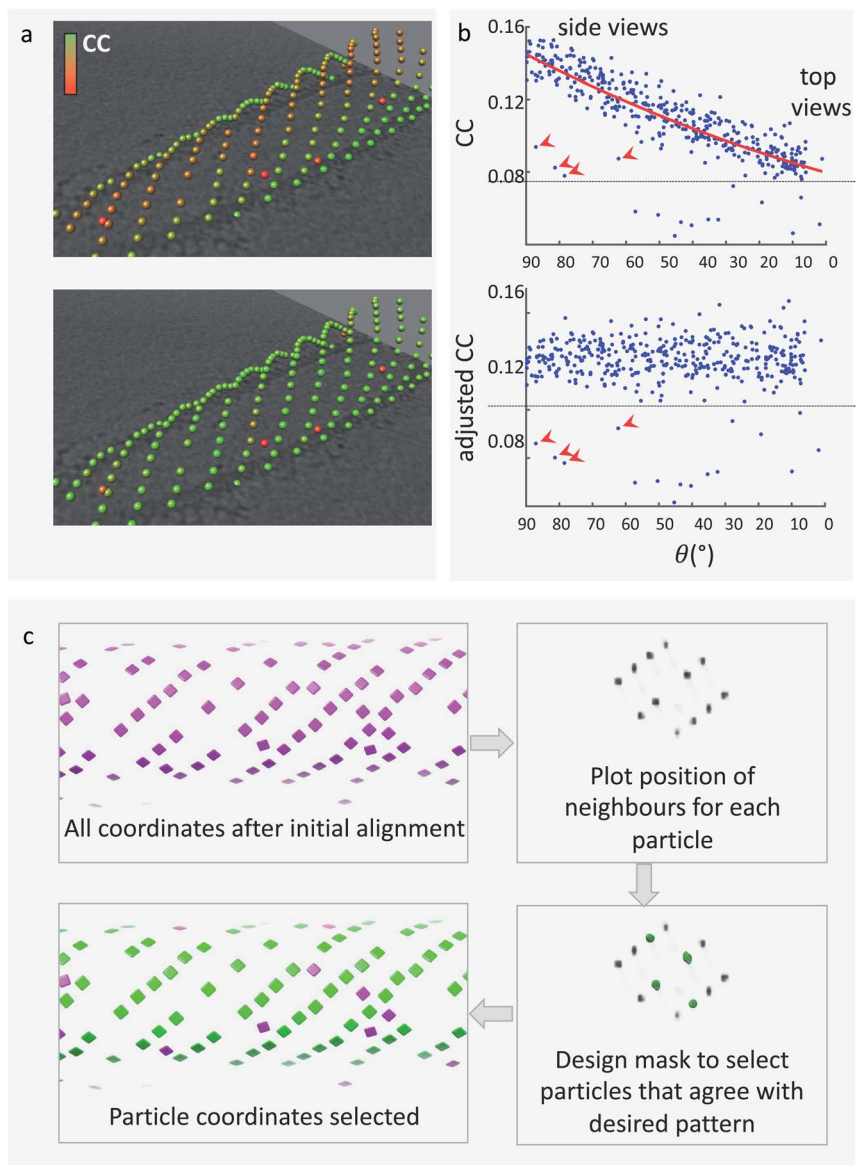 a
CC
b
side views
top
views
CC
0.16
0.12
0.08
90 80 70 60 50 40 30 20 10 0
adjusted CC
0.16
0.12
0.08
90 80 70 60 50 40 30 20 10 0
θ(°)
c
All coordinates after initial alignment
Plot position of
neighbours for each
particle
Design mask to select
particles that agree with
desired pattern
Particle coordinates selected